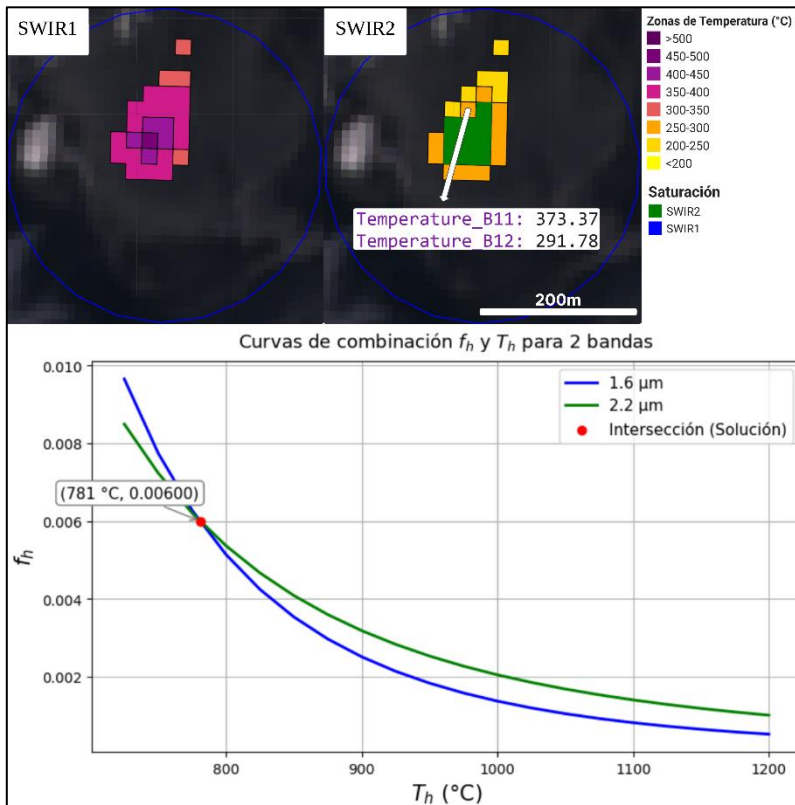 SWIR1
SWIR2
Zonas de Temperatura (°C)
>500
450-500
400-450
350-400
300-350
250-300
200-250
<200
Saturación
SWIR2
SWIR1
Temperature_B11: 373.37
Temperature_B12: 291.78
200m
Curvas de combinación f_h y T_h para 2 bandas
0.010
0.008
0.006
0.004
0.002
f_h
1.6 μm
2.2 μm
Intersección (Solución)
(781 °C, 0.00600)
800
900
1000
1100
1200
T_h (°C)